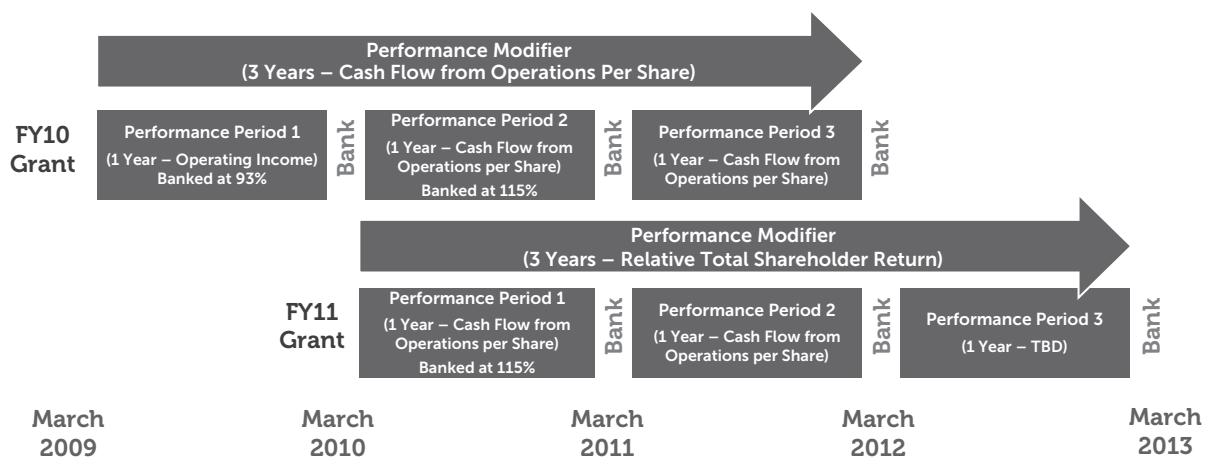 Performance Modifier
(3 Years – Cash Flow from Operations Per Share)
FY10
Grant
Performance Period 1
(1 Year – Operating Income)
Banked at 93%
Bank
Performance Period 2
(1 Year – Cash Flow from
Operations per Share)
Banked at 115%
Bank
Performance Period 3
(1 Year – Cash Flow from
Operations per Share)
Bank
Performance Modifier
(3 Years – Relative Total Shareholder Return)
FY11
Grant
Performance Period 1
(1 Year – Cash Flow from
Operations per Share)
Banked at 115%
Bank
Performance Period 2
(1 Year – Cash Flow from
Operations per Share)
Bank
Performance Period 3
(1 Year – TBD)
Bank
March
2009
March
2010
March
2011
March
2012
March
2013